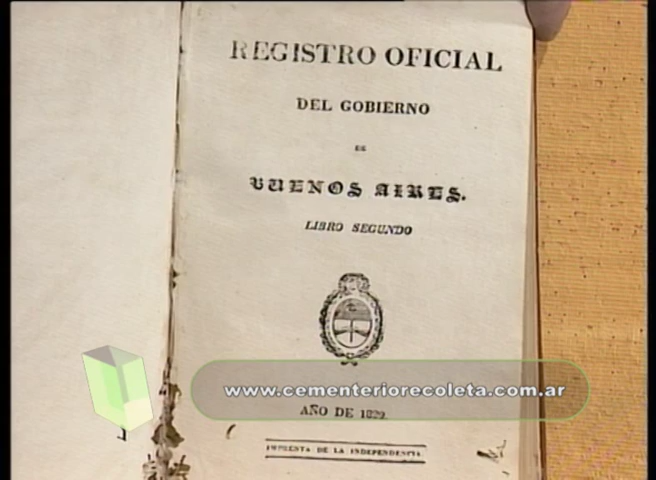 REGISTRO OFICIAL
DEL GOBIERNO
DE
BUENOS AIRES.
LIBRO SEGUNDO
www.cementeriorecoleta.com.ar
AÑO DE 1829.
IMPRENTA DE LA INDEPENDENCIA.